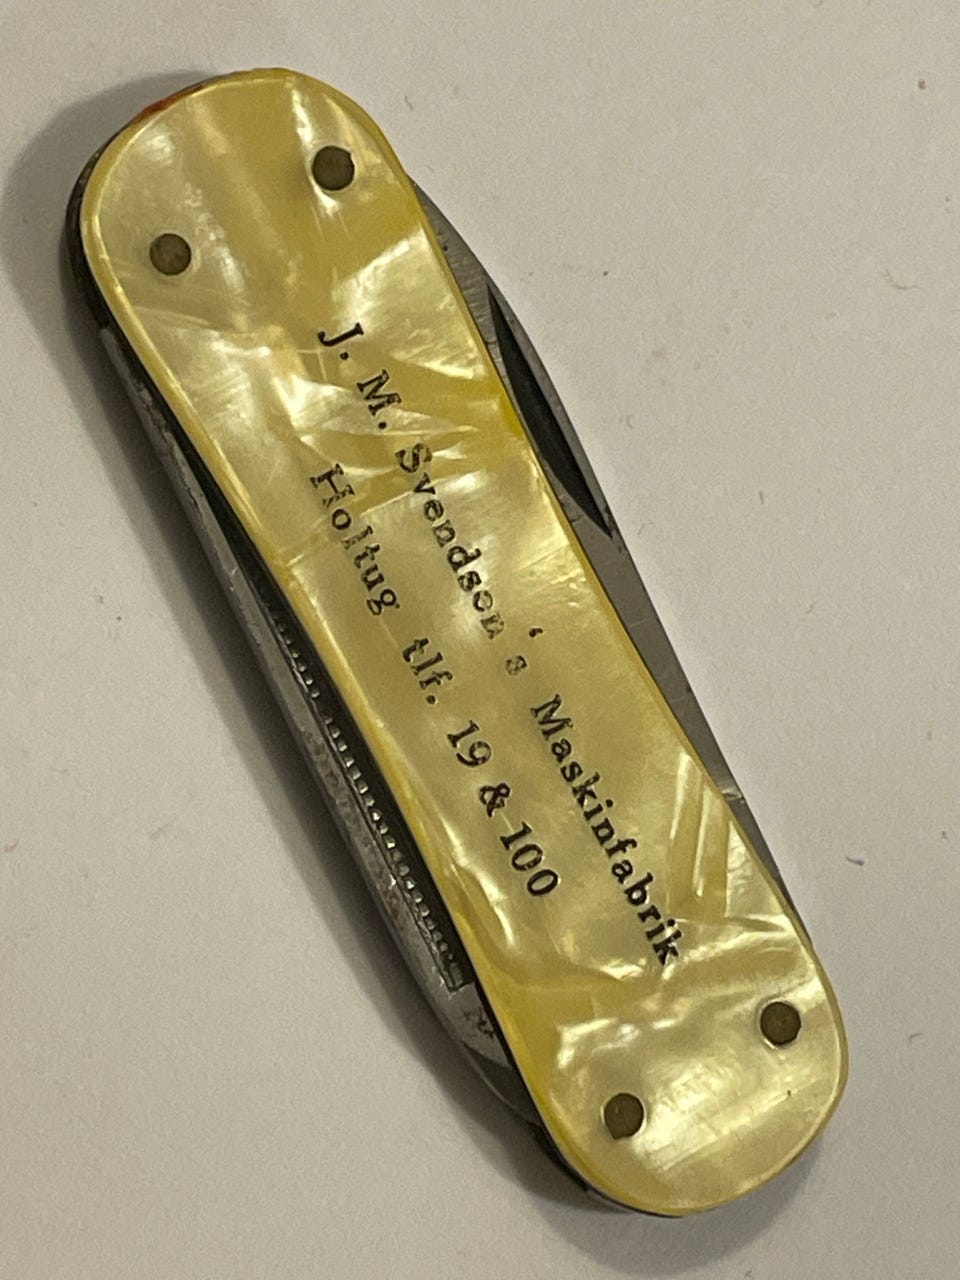 J. M. Svendsen‘s Maskinfabrik
Holtug tlf. 19 & 100